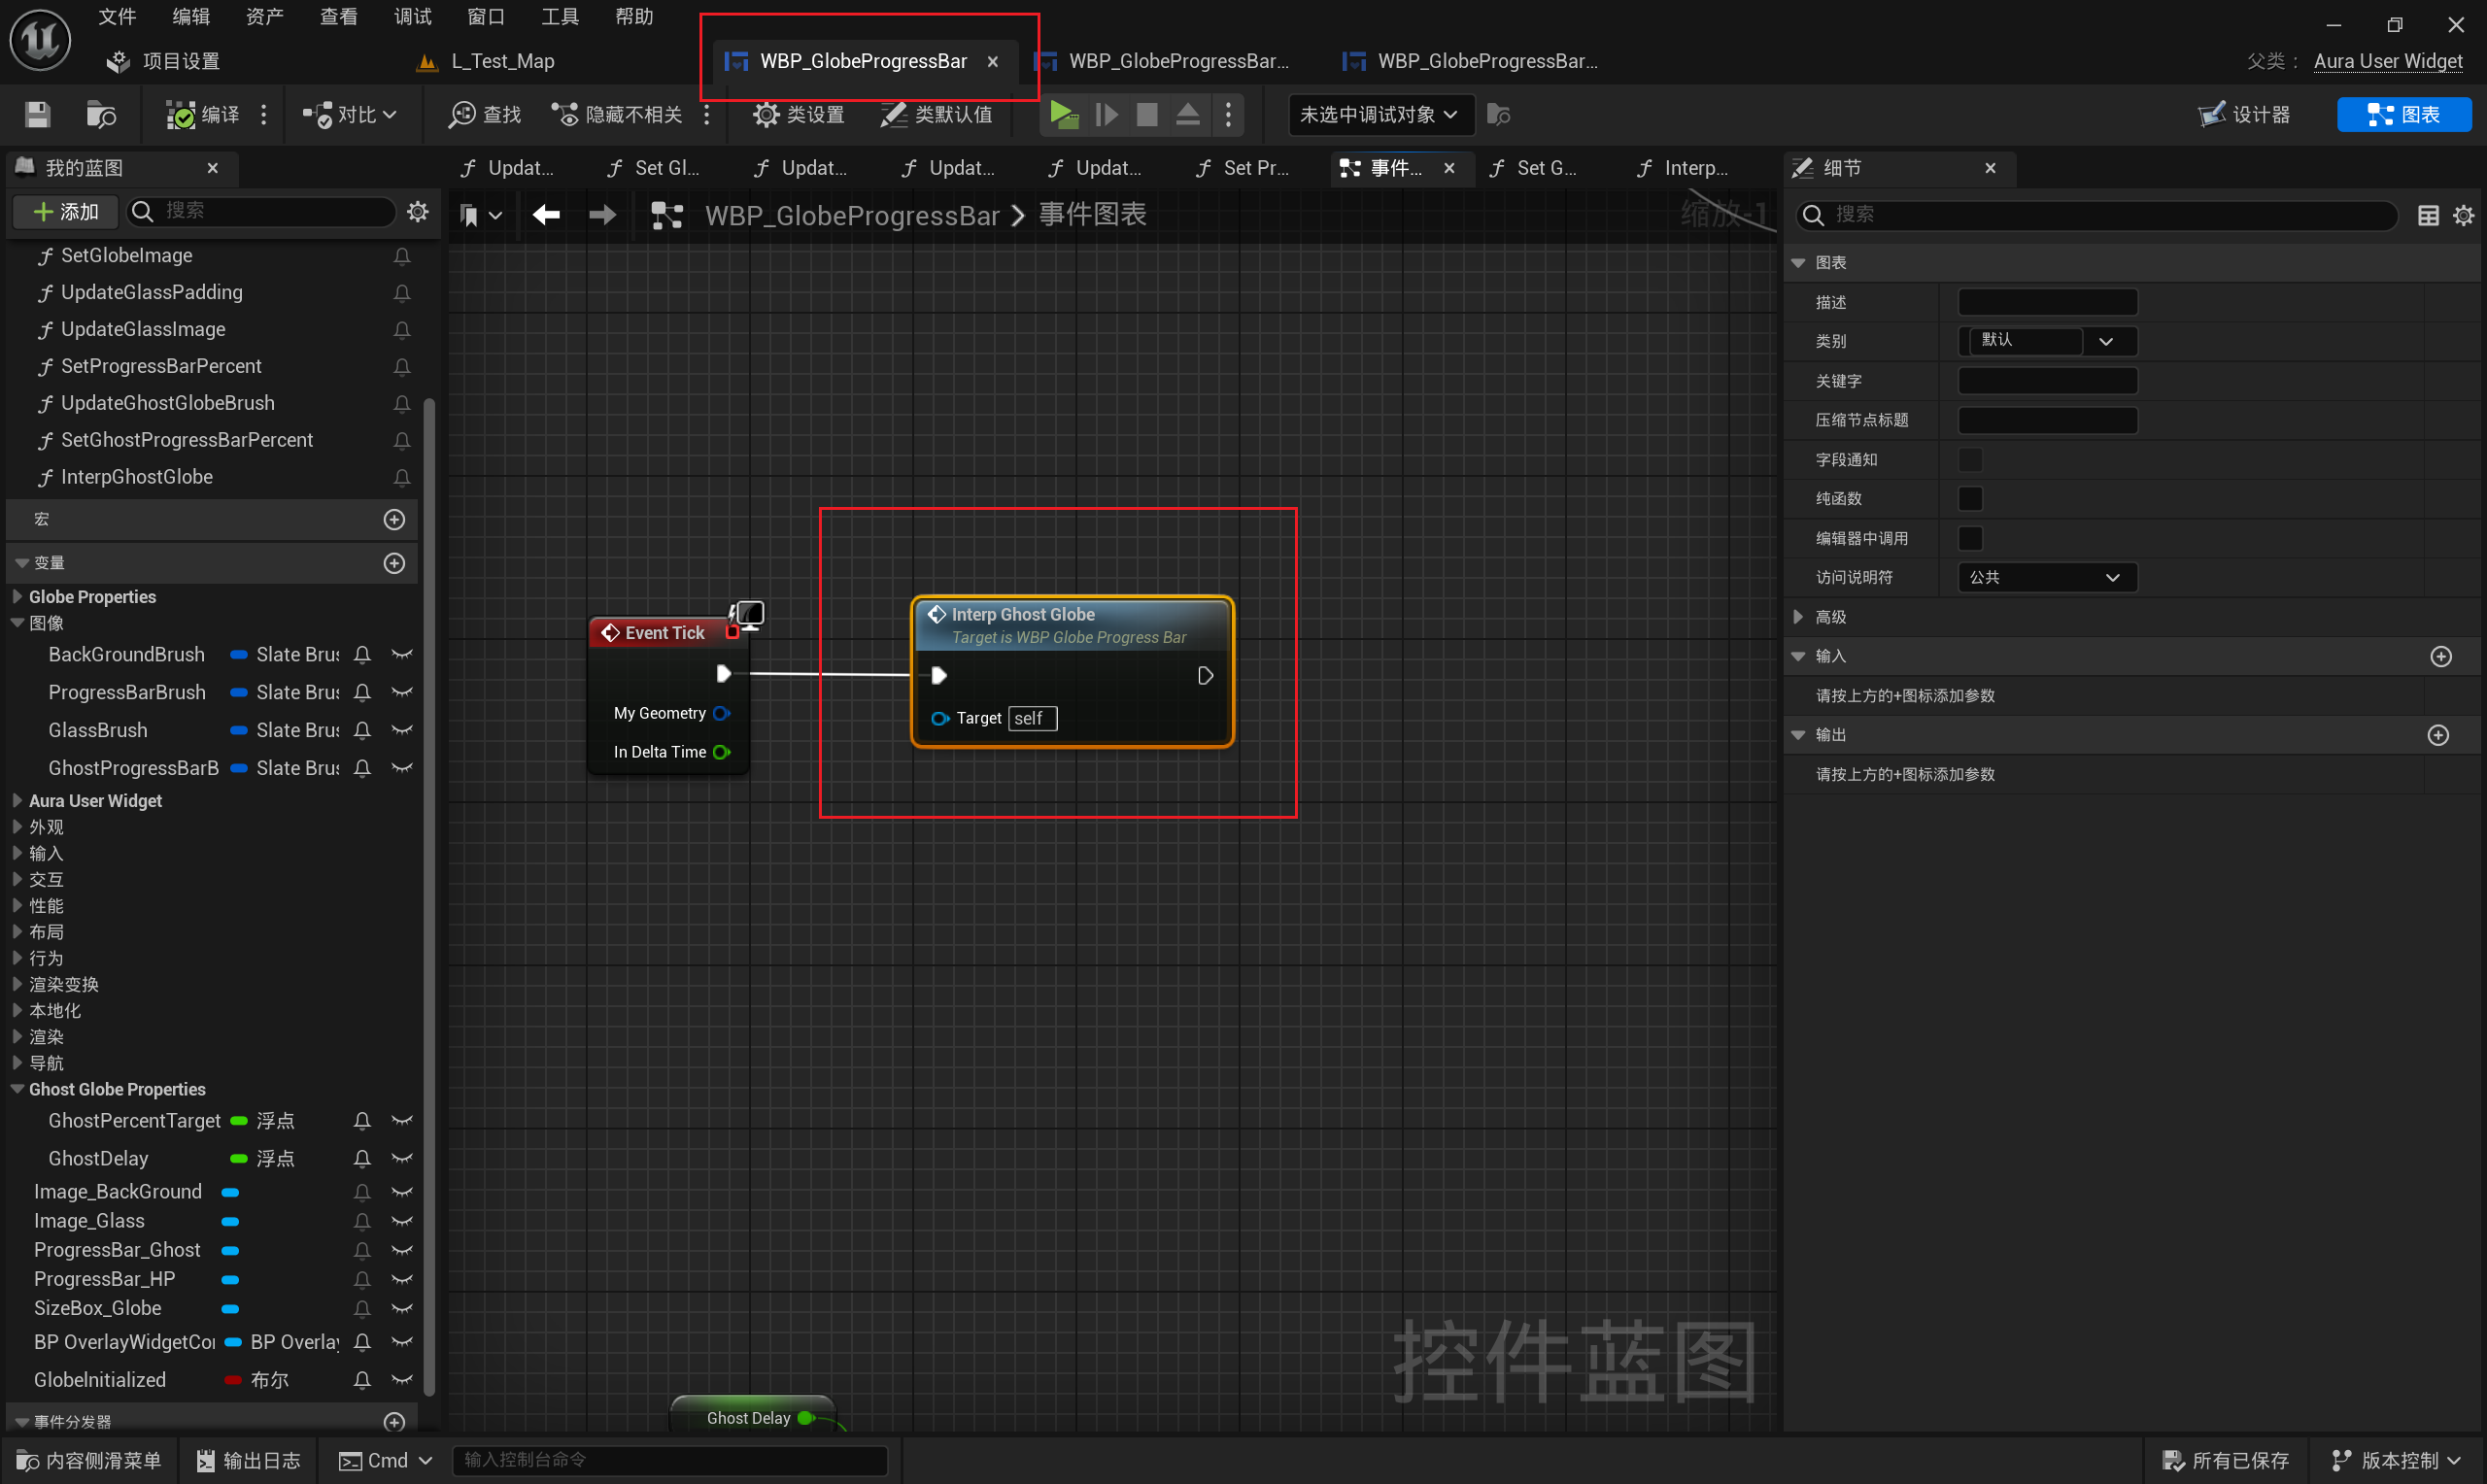 文件 编辑 资产 查看 调试 窗口 工具 帮助
项目设置 L_Test_Map WBP_GlobeProgressBar WBP_GlobeProgressBar... WBP_GlobeProgressBar... 父类： Aura User Widget
编译 对比 查找 隐藏不相关 类设置 类默认值 未选中调试对象 设计器 图表
我的蓝图
添加 搜索
SetGlobeImage
UpdateGlassPadding
UpdateGlassImage
SetProgressBarPercent
UpdateGhostGlobeBrush
SetGhostProgressBarPercent
InterpGhostGlobe
宏
变量
Globe Properties
图像
BackGroundBrush Slate Brus
ProgressBarBrush Slate Brus
GlassBrush Slate Brus
GhostProgressBarB Slate Brus
Aura User Widget
外观
输入
交互
性能
布局
行为
渲染变换
本地化
渲染
导航
Ghost Globe Properties
GhostPercentTarget 浮点
GhostDelay 浮点
Image_BackGround
Image_Glass
ProgressBar_Ghost
ProgressBar_HP
SizeBox_Globe
BP OverlayWidgetCor BP Overlay
GlobeInitialized 布尔
事件分发器
Updat... Set Gl... Updat... Updat... Updat... Set Pr... 事件... Set G... Interp...
WBP_GlobeProgressBar 事件图表 缩放-1
Event Tick
My Geometry
In Delta Time
Interp Ghost Globe
Target is WBP Globe Progress Bar
Target self
Ghost Delay
控件蓝图
细节
搜索
图表
描述
类别 默认
关键字
压缩节点标题
字段通知
纯函数
编辑器中调用
访问说明符 公共
高级
输入
请按上方的+图标添加参数
输出
请按上方的+图标添加参数
内容侧滑菜单 输出日志 Cmd 输入控制台命令 所有已保存 版本控制